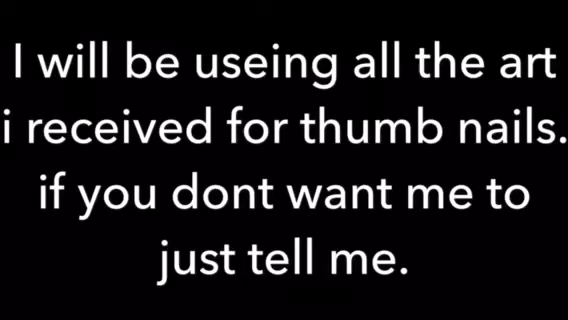 I will be useing all the art
i received for thumb nails.
if you dont want me to
just tell me.